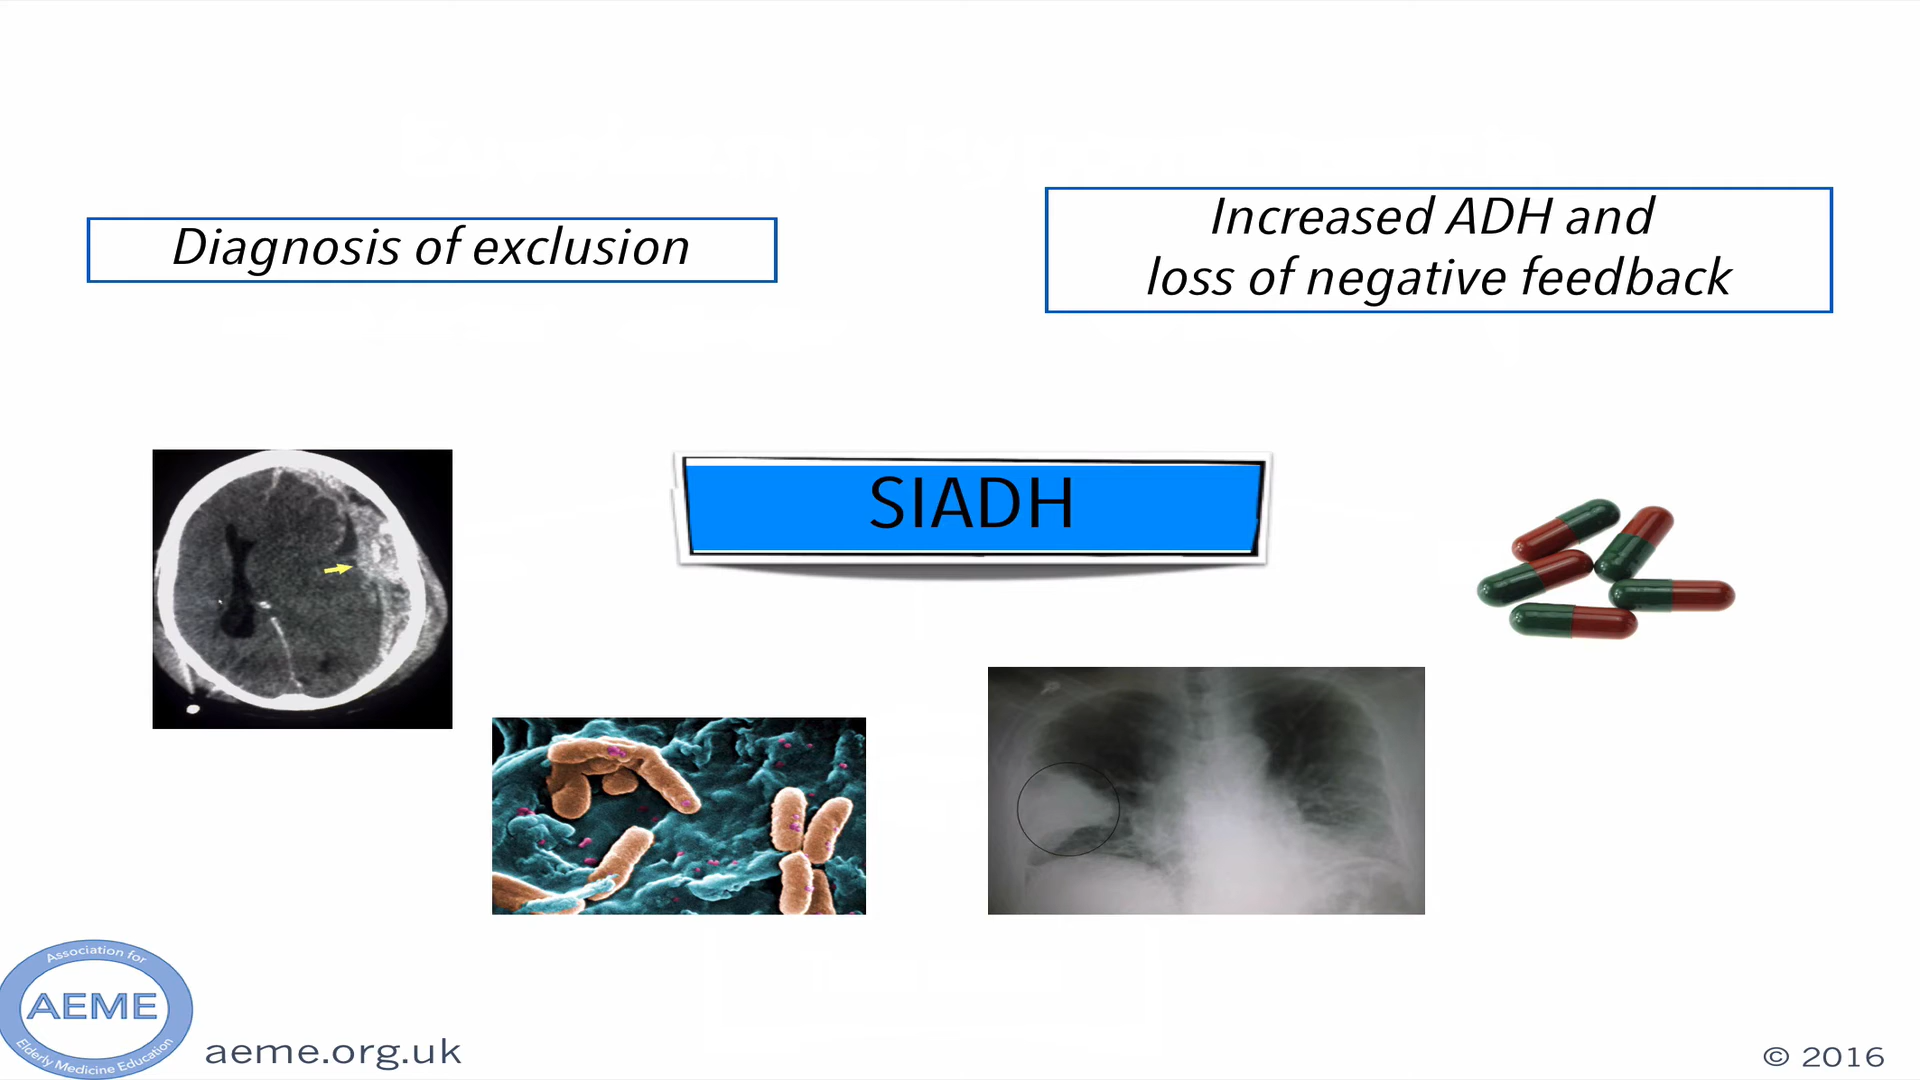 Diagnosis of exclusion
Increased ADH and
loss of negative feedback
SIADH
Association for
AEME
Elderly Medicine Education
aeme.org.uk
© 2016